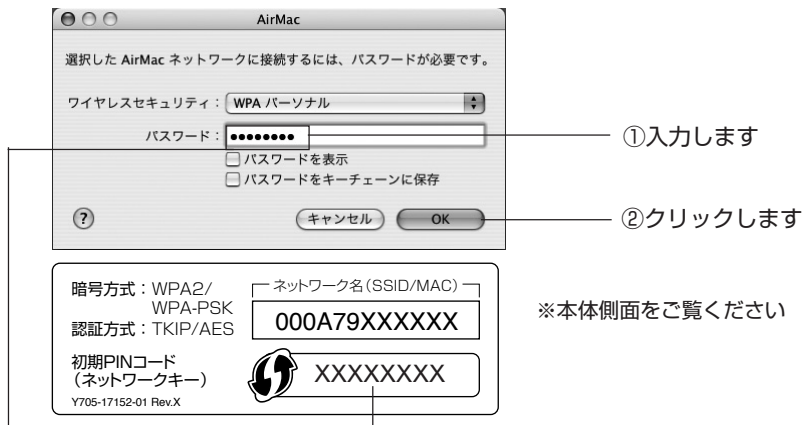 AirMac
選択した AirMac ネットワークに接続するには、パスワードが必要です。
ワイヤレスセキュリティ： WPA パーソナル
パスワード： ••••••••
パスワードを表示
パスワードをキーチェーンに保存
? キャンセル OK
①入力します
②クリックします
暗号方式：WPA2/
WPA-PSK
認証方式：TKIP/AES
ネットワーク名（SSID/MAC）
000A79XXXXXX
初期PINコード
（ネットワークキー）
XXXXXXXX
Y705-17152-01 Rev.X
※本体側面をご覧ください